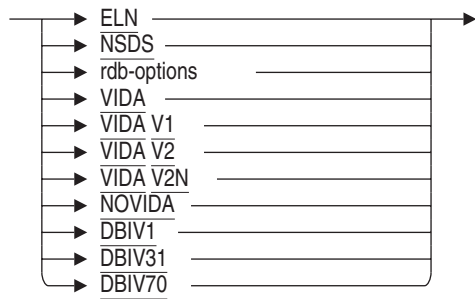 ELN
NSDS
rdb-options
VIDA
VIDA V1
VIDA V2
VIDA V2N
NOVIDA
DBIV1
DBIV31
DBIV70